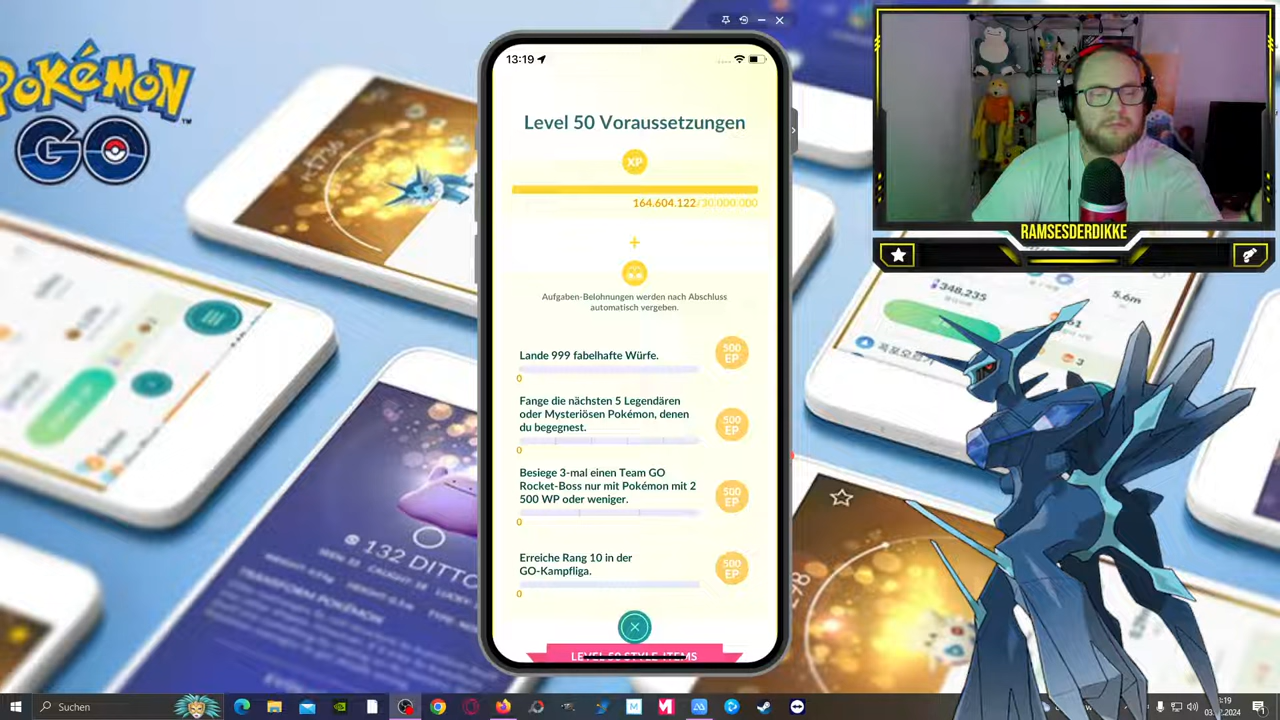 POKÉMON
GO
13:19
Level 50 Voraussetzungen
XP
164.604.122/30.000.000
+
Aufgaben-Belohnungen werden nach Abschluss
automatisch vergeben.
Lande 999 fabelhafte Würfe.
500
EP
0
Fange die nächsten 5 Legendären
oder Mysteriösen Pokémon, denen
du begegnest.
500
EP
0
Besiege 3-mal einen Team GO
Rocket-Boss nur mit Pokémon mit 2
500 WP oder weniger.
500
EP
0
Erreiche Rang 10 in der
GO-Kampfliga.
500
EP
0
LEVEL 50 STYLE-ITEMS
RAMSESDERDIKKE
348.235
5.6m
132 DITTO
Suchen